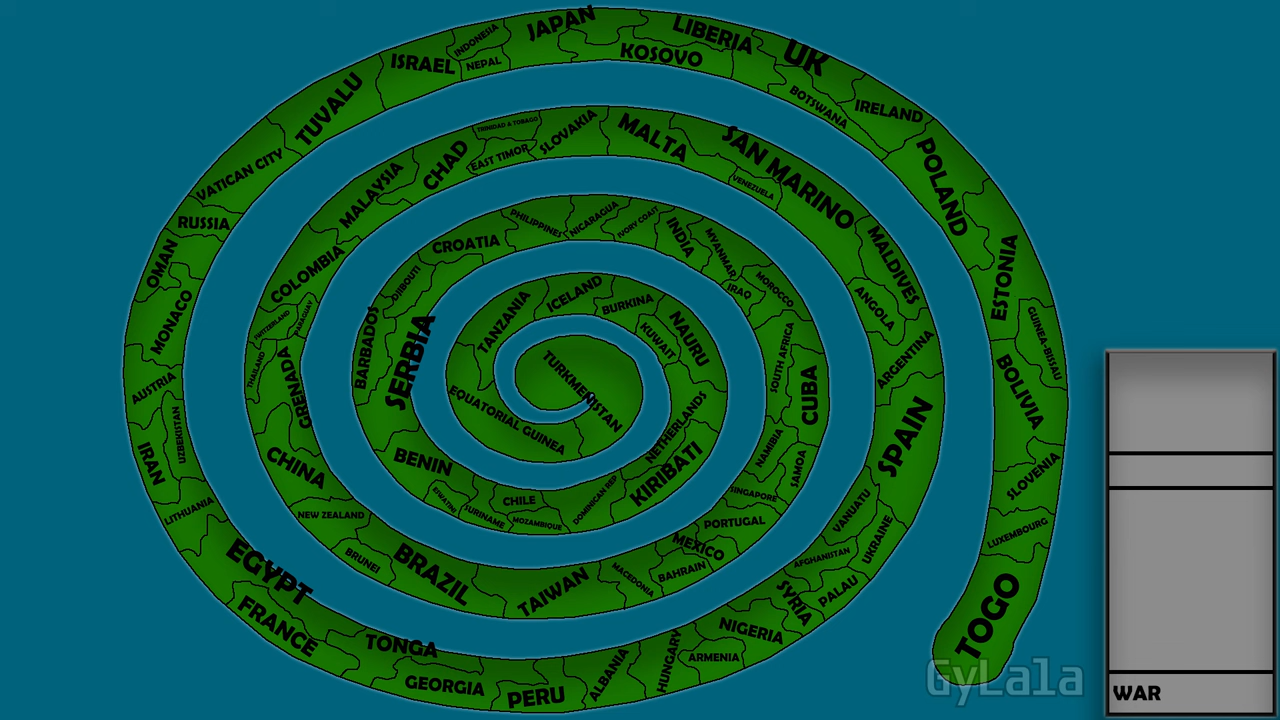 JAPAN
LIBERIA
UK
KOSOVO
INDONESIA
ISRAEL
NEPAL
TUVALU
BOTSWANA
IRELAND
VATICAN CITY
POLAND
RUSSIA
OMAN
MONACO
ESTONIA
GUINEA-BISSAU
AUSTRIA
UZBEKISTAN
BOLIVIA
IRAN
SLOVENIA
LITHUANIA
LUXEMBOURG
EGYPT
FRANCE
TOGO
TONGA
GEORGIA
PERU
ALBANIA
HUNGARY
ARMENIA
NIGERIA
SYRIA
PALAU
UKRAINE
AFGHANISTAN
VANUATU
SPAIN
ARGENTINA
ANGOLA
MALDIVES
SAN MARINO
VENEZUELA
MALTA
SLOVAKIA
TRINIDAD & TOBAGO
EAST TIMOR
CHAD
MALAYSIA
COLOMBIA
SWITZERLAND
PARAGUAY
THAILAND
GRENADA
CHINA
NEW ZEALAND
BRUNEI
BRAZIL
TAIWAN
MACEDONIA
BAHRAIN
MEXICO
PORTUGAL
SINGAPORE
SAMOA
NAMIBIA
CUBA
SOUTH AFRICA
MOROCCO
IRAQ
MYANMAR
INDIA
IVORY COAST
NICARAGUA
PHILIPPINES
CROATIA
DJIBOUTI
BARBADOS
SERBIA
BENIN
ESWATINI
SURINAME
CHILE
MOZAMBIQUE
DOMINICAN REP
KIRIBATI
NETHERLANDS
NAURU
KUWAIT
BURKINA
ICELAND
TANZANIA
EQUATORIAL GUINEA
TURKMENISTAN
WAR
GyLala